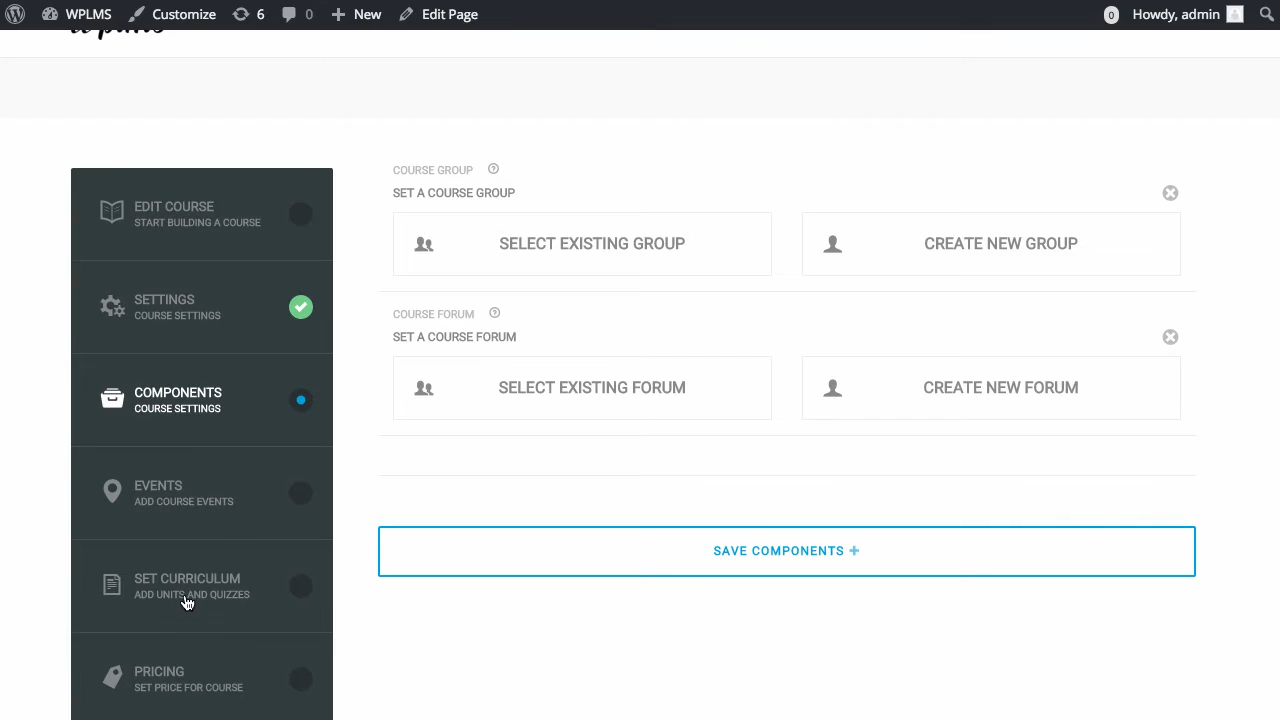 WPLMS Customize 6 0 New Edit Page 0 Howdy, admin
EDIT COURSE
START BUILDING A COURSE
SETTINGS
COURSE SETTINGS
COMPONENTS
COURSE SETTINGS
EVENTS
ADD COURSE EVENTS
SET CURRICULUM
ADD UNITS AND QUIZZES
PRICING
SET PRICE FOR COURSE
COURSE GROUP
SET A COURSE GROUP
SELECT EXISTING GROUP CREATE NEW GROUP
COURSE FORUM
SET A COURSE FORUM
SELECT EXISTING FORUM CREATE NEW FORUM
SAVE COMPONENTS +